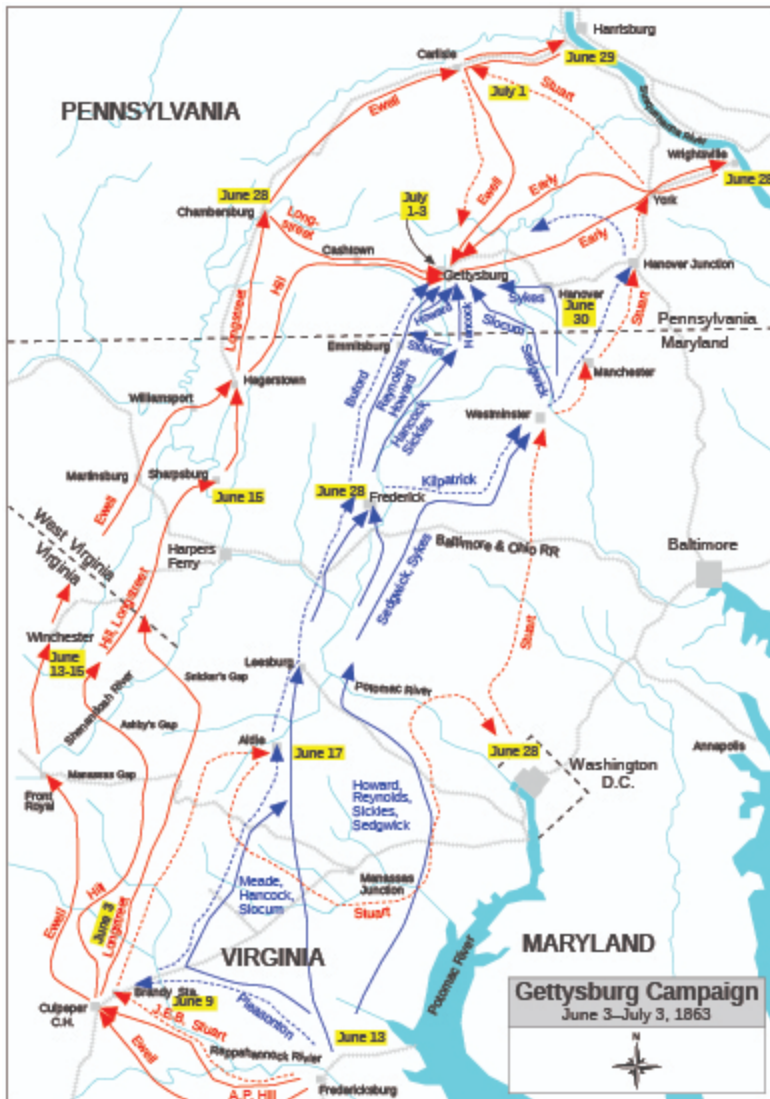 Harrisburg
Carlisle
June 29
PENNSYLVANIA
Ewell
July 1
Stuart
Susquehanna River
Wrightsville
June 28
June 28
Chambersburg
Long-
street
July
1-3
Ewell
Early
York
Cashtown
Early
Hill
Gettysburg
Hanover Junction
Longstreet
Sykes
Hanover
June
30
Stuart
Howard
Hancock
Slocum
Pennsylvania
Maryland
Emmitsburg
Sickles
Sedgwick
Buford
Reynolds,
Howard
Manchester
Hagerstown
Williamsport
Hancock,
Sickles
Westminster
Martinsburg
Sharpsburg
June 15
Kilpatrick
June 28
Frederick
Ewell
West Virginia
Virginia
Harpers
Ferry
Baltimore & Ohio RR
Baltimore
Hill, Longstreet
Sedgwick, Sykes
Winchester
June
13-15
Stuart
Leesburg
Snicker's Gap
Potomac River
Shenandoah River
Ashby's Gap
Aldie
June 17
June 28
Annapolis
Manassas Gap
Washington
D.C.
Front
Royal
Howard,
Reynolds,
Sickles,
Sedgwick
Manassas
Junction
Meade,
Hancock,
Slocum
Stuart
Ewell
June 3
Hill
Longstreet
VIRGINIA
MARYLAND
Potomac River
Brandy Sta.
June 9
Culpeper
C.H.
J.E.B. Stuart
Pleasonton
June 13
Rappahannock River
Ewell
A.P. Hill
Fredericksburg
Gettysburg Campaign
June 3–July 3, 1863
N